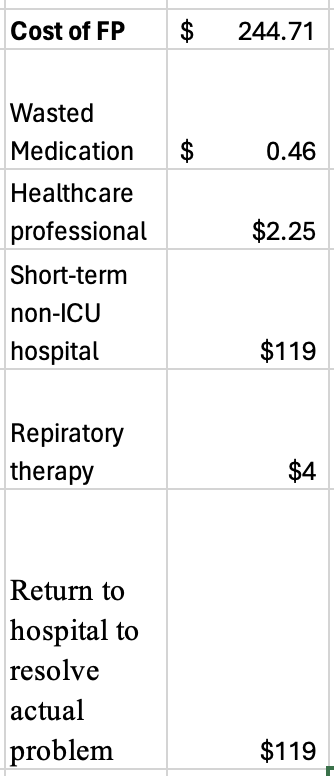 Cost of FP $ 244.71
Wasted
Medication $ 0.46
Healthcare
professional $2.25
Short-term
non-ICU
hospital $119
Repiratory
therapy $4
Return to
hospital to
resolve
actual
problem $119